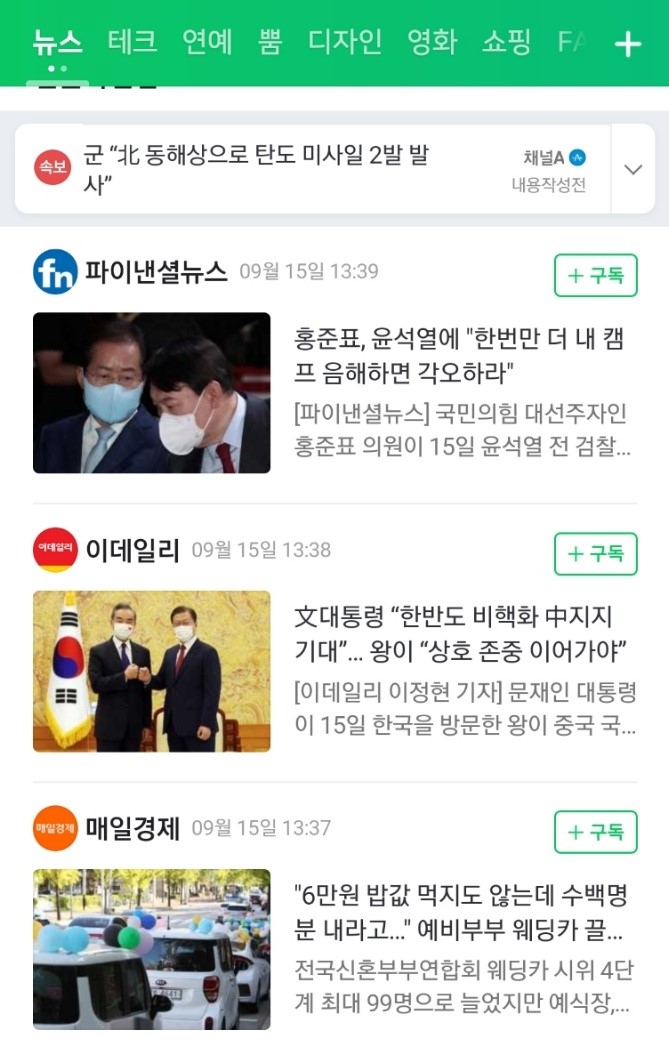 뉴스 테크 연예 뿜 디자인 영화 쇼핑 FA +
속보
군 “北 동해상으로 탄도 미사일 2발 발
사”
채널A
내용작성전
fn 파이낸셜뉴스 09월 15일 13:39
+ 구독
홍준표, 윤석열에 "한번만 더 내 캠
프 음해하면 각오하라"
[파이낸셜뉴스] 국민의힘 대선주자인
홍준표 의원이 15일 윤석열 전 검찰...
이데일리 이데일리 09월 15일 13:38
+ 구독
文대통령 “한반도 비핵화 中지지
기대”... 왕이 “상호 존중 이어가야”
[이데일리 이정현 기자] 문재인 대통령
이 15일 한국을 방문한 왕이 중국 국...
매일경제 매일경제 09월 15일 13:37
+ 구독
"6만원 밥값 먹지도 않는데 수백명
분 내라고..." 예비부부 웨딩카 끌...
전국신혼부부연합회 웨딩카 시위 4단
계 최대 99명으로 늘었지만 예식장,...